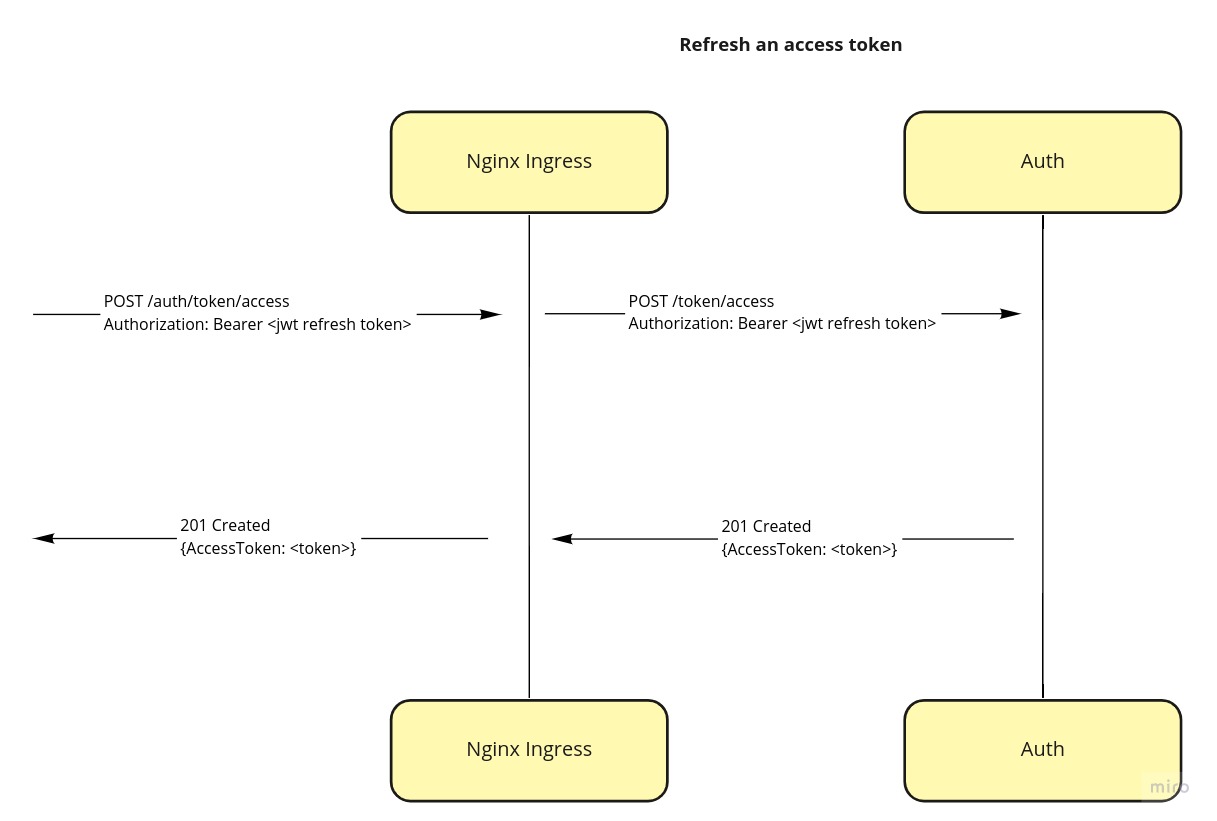 Refresh an access token
Nginx Ingress
Auth
POST /auth/token/access
Authorization: Bearer <jwt refresh token>
POST /token/access
Authorization: Bearer <jwt refresh token>
201 Created
{AccessToken: <token>}
201 Created
{AccessToken: <token>}
Nginx Ingress
Auth
miro